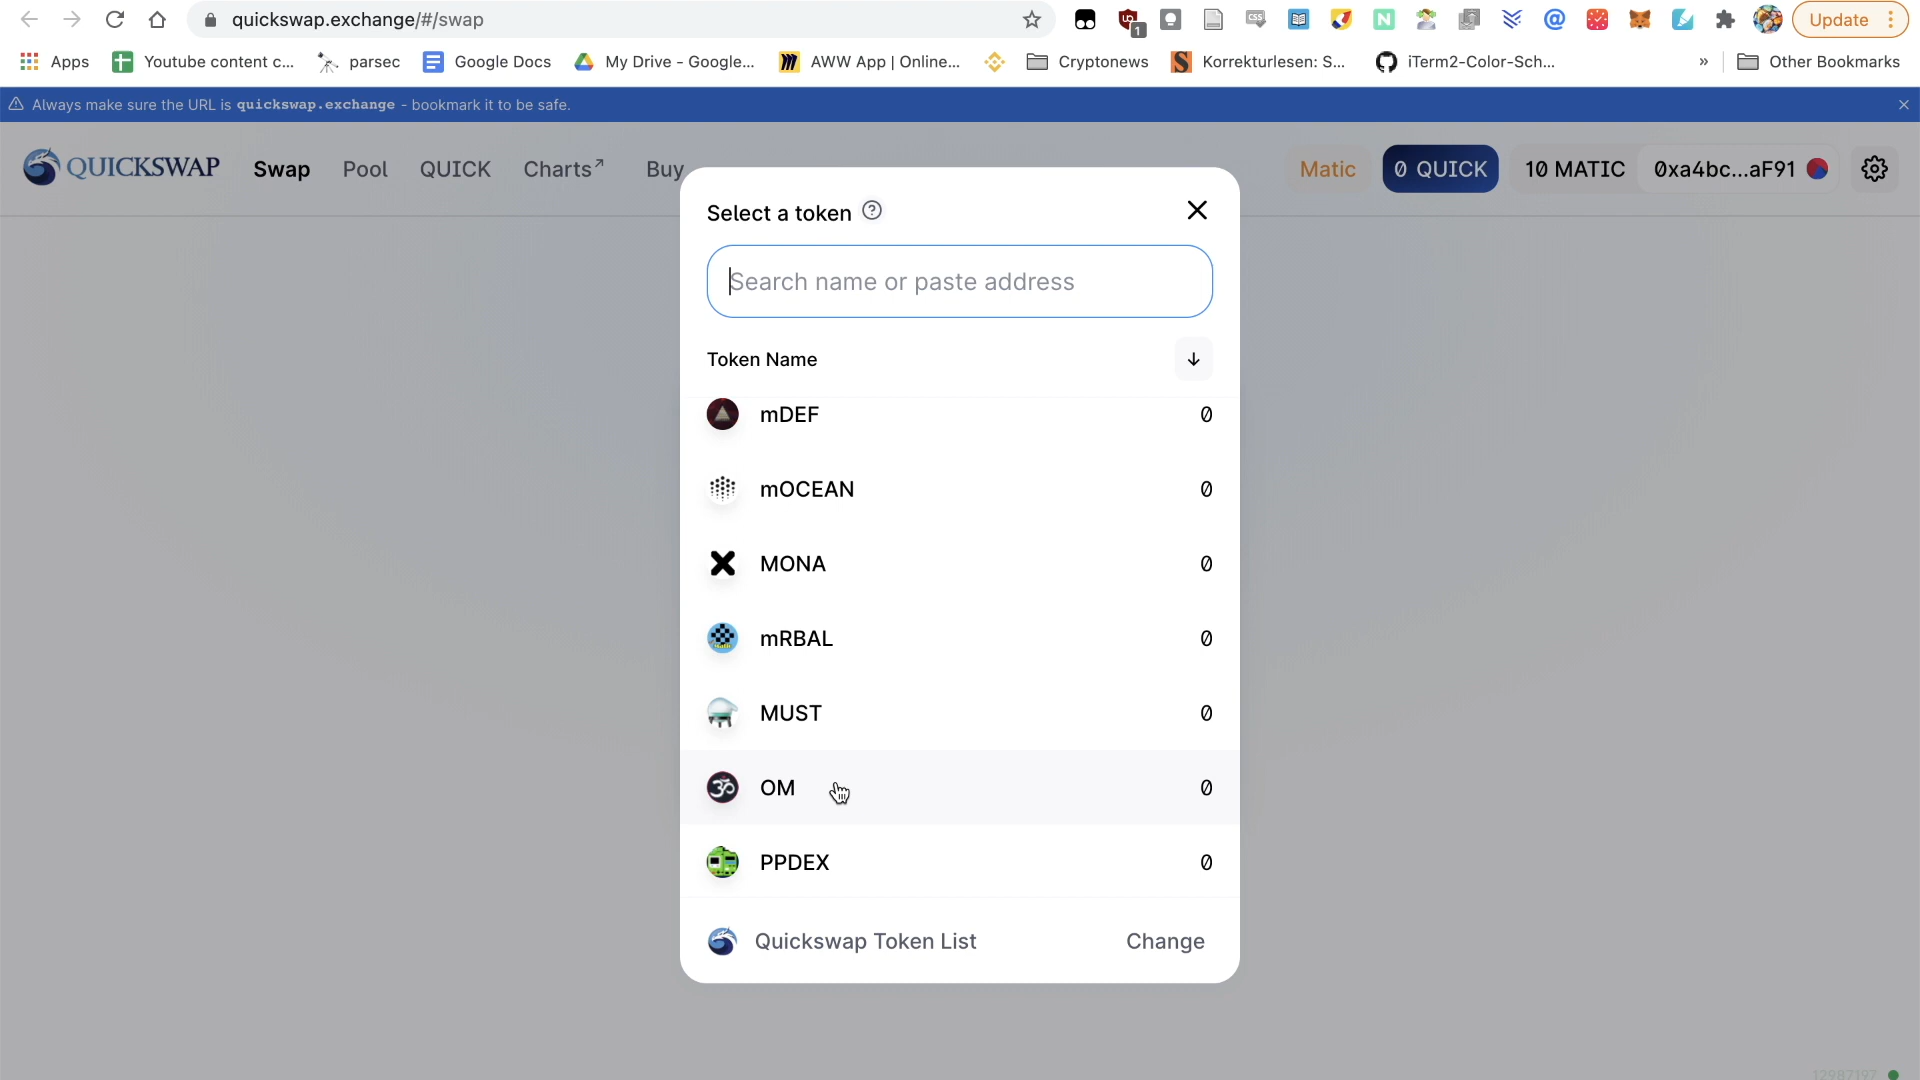 quickswap.exchange/#/swap
1
Update
Apps
Youtube content c...
parsec
Google Docs
My Drive - Google...
AWW App | Online...
Cryptonews
Korrekturlesen: S...
iTerm2-Color-Sch...
»
Other Bookmarks
Always make sure the URL is quickswap.exchange - bookmark it to be safe.
QUICKSWAP
Swap
Pool
QUICK
Charts↗
Buy
Matic
0 QUICK
10 MATIC
0xa4bc...aF91
Select a token
Search name or paste address
Token Name
mDEF 0
mOCEAN 0
MONA 0
mRBAL 0
MUST 0
OM 0
PPDEX 0
Quickswap Token List
Change
12987197